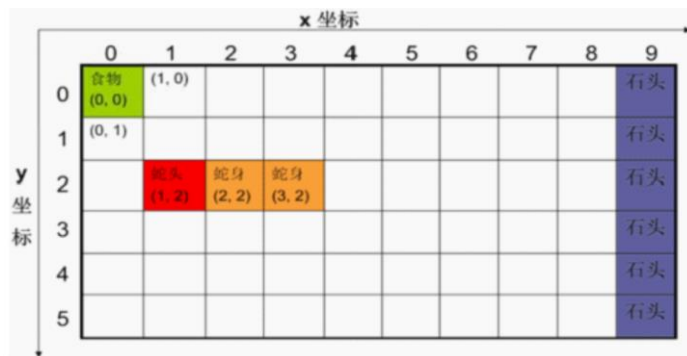 x 坐标
0 1 2 3 4 5 6 7 8 9
0 食物 (1, 0) 石头
(0, 0)
1 (0, 1) 石头
y 坐标
2 蛇头 蛇身 蛇身 石头
(1, 2) (2, 2) (3, 2)
3 石头
4 石头
5 石头